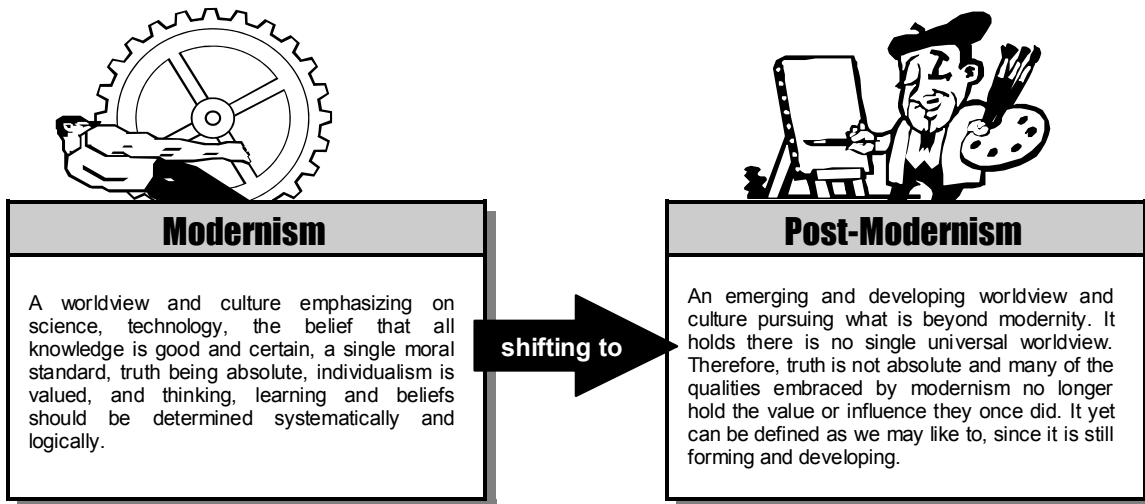 Modernism
A worldview and culture emphasizing on
science, technology, the belief that all
knowledge is good and certain, a single moral
standard, truth being absolute, individualism is
valued, and thinking, learning and beliefs
should be determined systematically and
logically.
shifting to
Post-Modernism
An emerging and developing worldview and
culture pursuing what is beyond modernity. It
holds there is no single universal worldview.
Therefore, truth is not absolute and many of the
qualities embraced by modernism no longer
hold the value or influence they once did. It yet
can be defined as we may like to, since it is still
forming and developing.